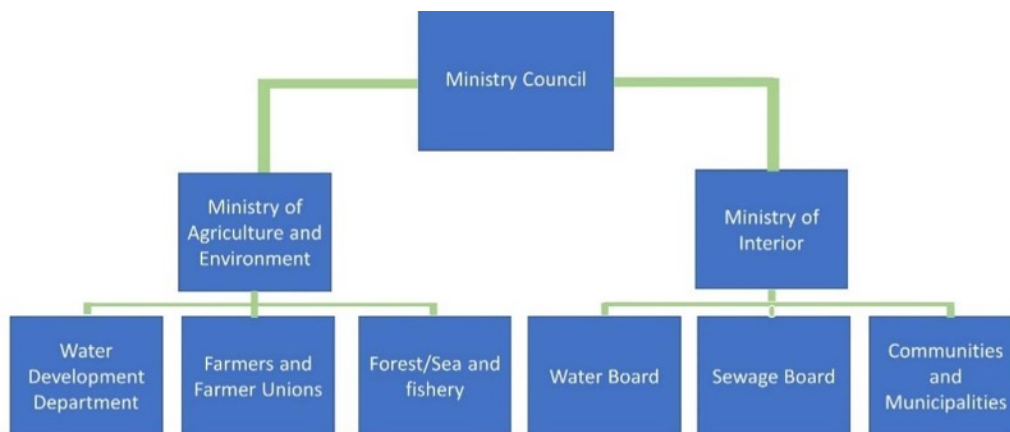 Ministry Council
Ministry of
Agriculture and
Environment
Ministry of
Interior
Water
Development
Department
Farmers and
Farmer Unions
Forest/Sea and
fishery
Water Board
Sewage Board
Communities
and
Municipalities